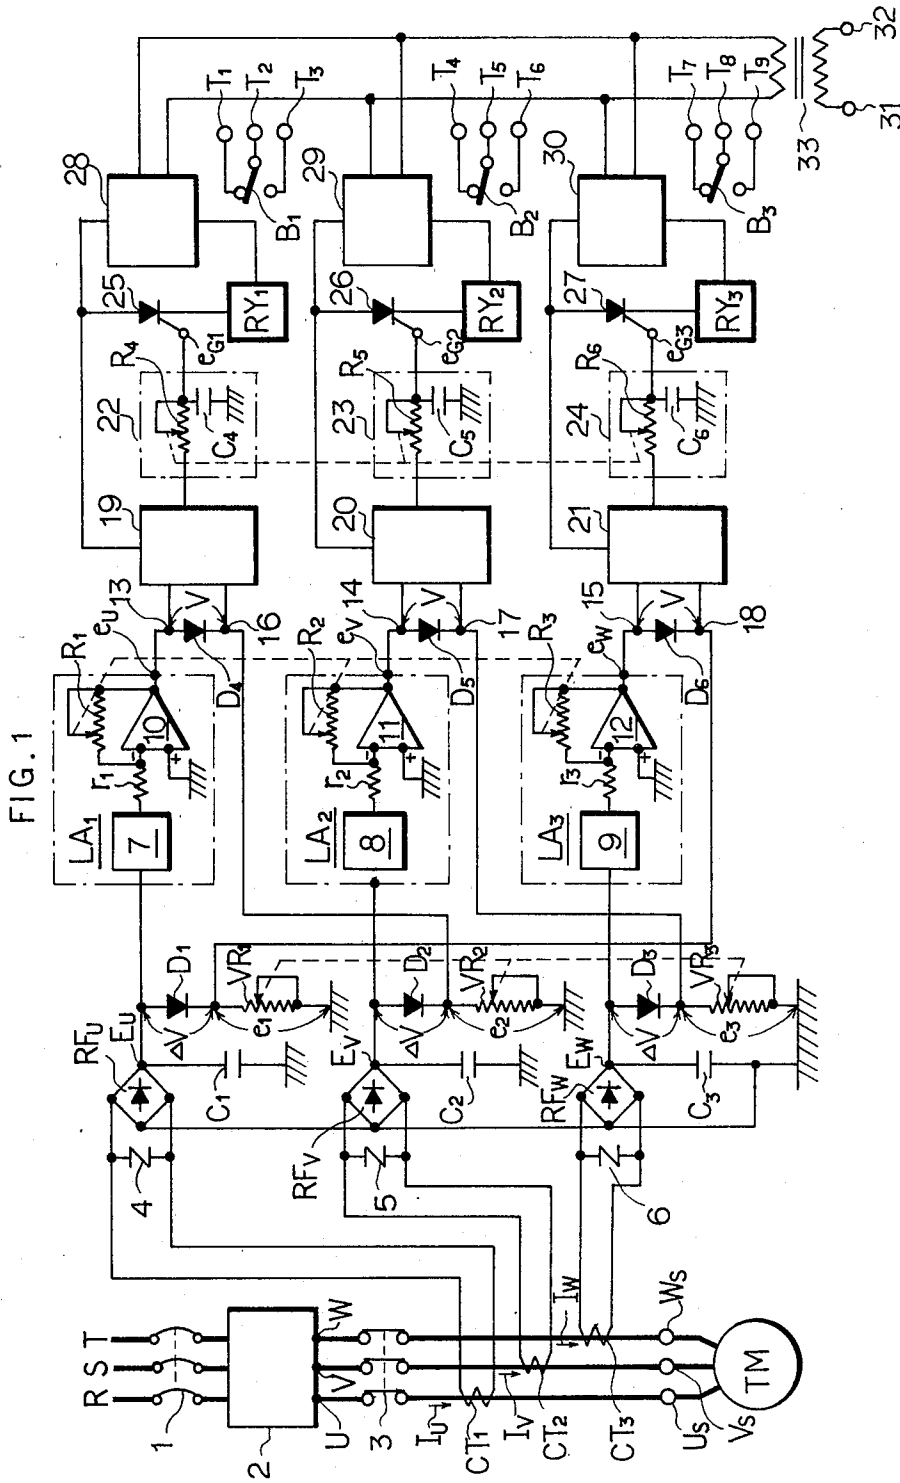 FIG. 1
R S T
1
2
U V W
3
IU
IV
IW
CT1
CT2
CT3
US
VS
WS
TM
4
5
6
RFU
RFV
RFW
EU
EV
EW
C1
C2
C3
D1
D2
D3
ΔV
ΔV
ΔV
e1
e2
e3
VR1
VR2
VR3
LA1
LA2
LA3
7
8
9
r1
r2
r3
R1
R2
R3
10
11
12
- +
- +
- +
eU
eV
eW
13
14
15
V
V
V
16
17
18
D4
D5
D6
19
20
21
22
23
24
R4
R5
R6
C4
C5
C6
eG1
eG2
eG3
25
26
27
RY1
RY2
RY3
28
29
30
B1
B2
B3
T1
T2
T3
T4
T5
T6
T7
T8
T9
33
31
32